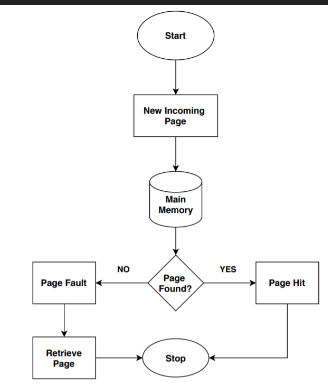 Start
New Incoming
Page
Main
Memory
NO
Page
Found?
YES
Page Fault
Page Hit
Retrieve
Page
Stop